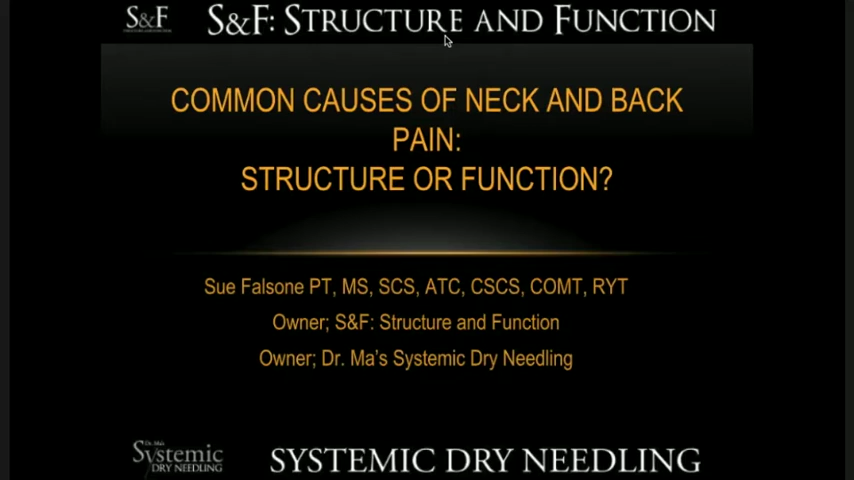 S&F
S&F: STRUCTURE AND FUNCTION
COMMON CAUSES OF NECK AND BACK
PAIN:
STRUCTURE OR FUNCTION?
Sue Falsone PT, MS, SCS, ATC, CSCS, COMT, RYT
Owner; S&F: Structure and Function
Owner; Dr. Ma's Systemic Dry Needling
Dr. Ma's
Systemic
DRY NEEDLING
SYSTEMIC DRY NEEDLING